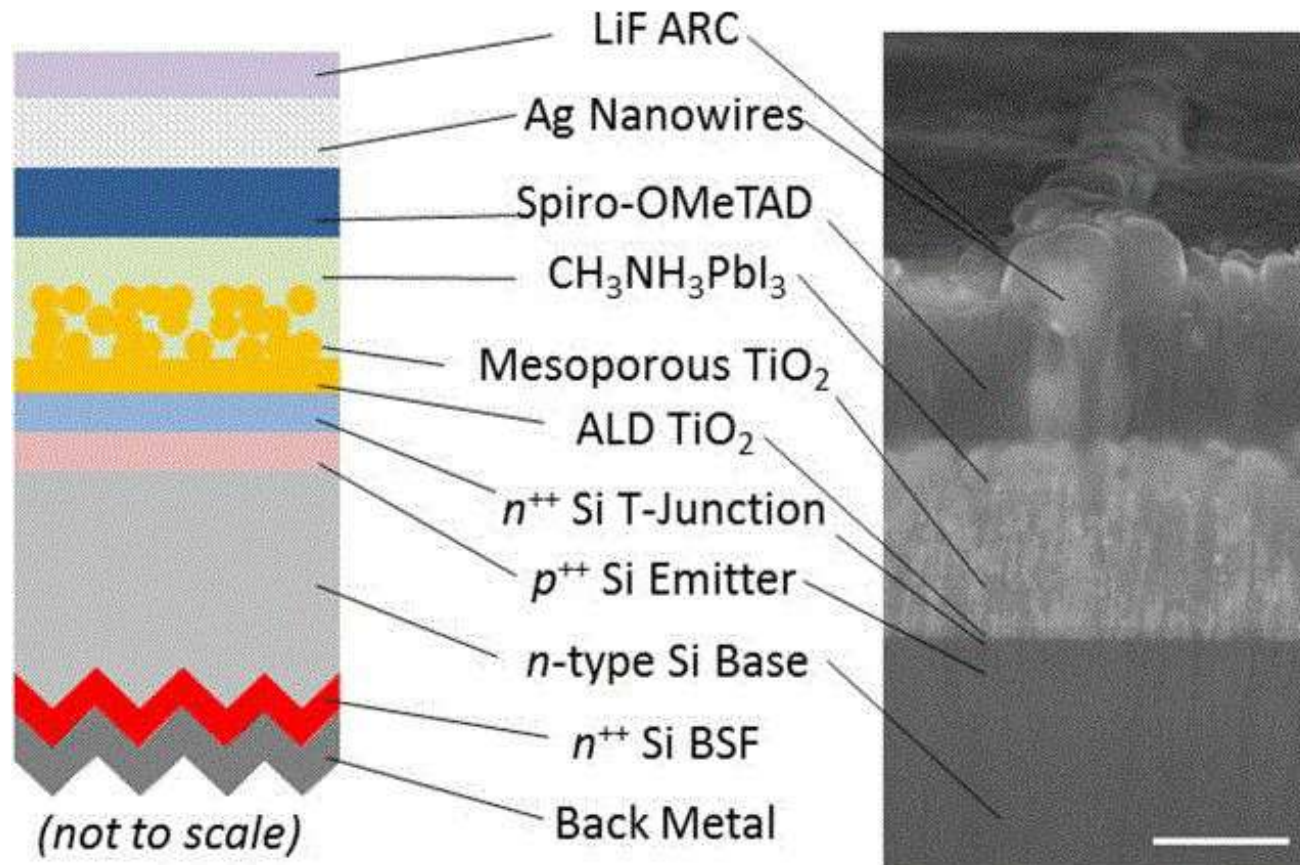 LiF ARC
Ag Nanowires
Spiro-OMeTAD
CH₃NH₃PbI₃
Mesoporous TiO₂
ALD TiO₂
n⁺⁺ Si T-Junction
p⁺⁺ Si Emitter
n-type Si Base
n⁺⁺ Si BSF
Back Metal
(not to scale)